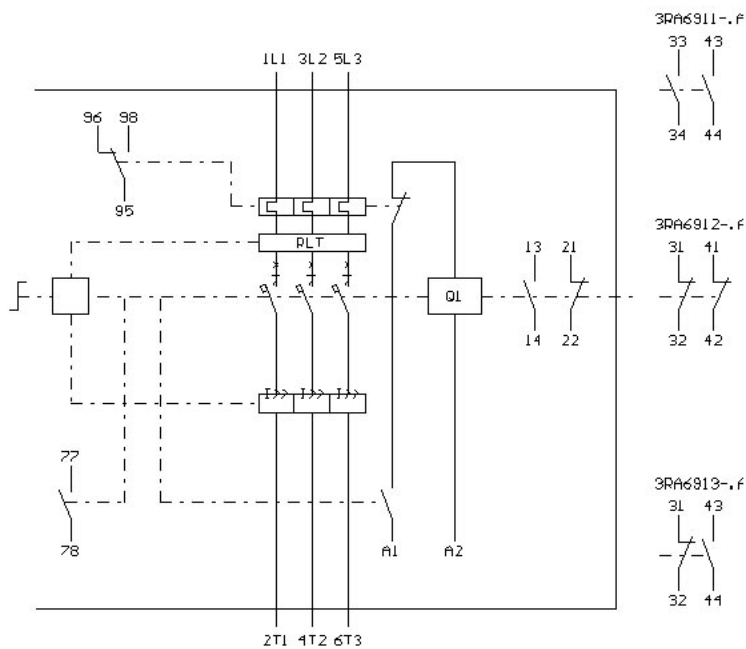 3RA6911-.A
1L1 3L2 5L3
33 43
96 98
34 44
95
3RA6912-.A
RLT
13 21
31 41
Q1
14 22
32 42
I>> I>> I>>
77
3RA6913-.A
31 43
78
A1 A2
32 44
2T1 4T2 6T3